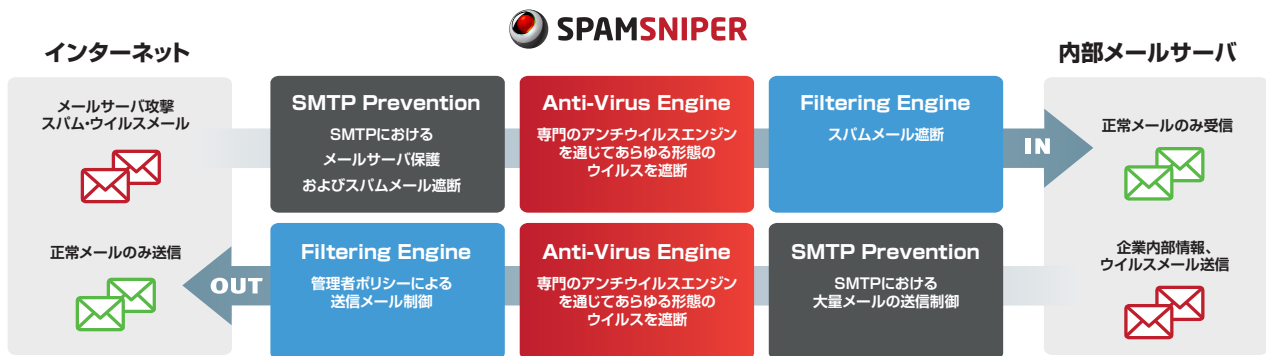 SPAMSNIPER
インターネット
内部メールサーバ
メールサーバ攻撃
スパム・ウイルスメール
SMTP Prevention
SMTPにおける
メールサーバ保護
およびスパムメール遮断
Anti-Virus Engine
専門のアンチウイルスエンジン
を通じてあらゆる形態の
ウイルスを遮断
Filtering Engine
スパムメール遮断
IN
正常メールのみ受信
正常メールのみ送信
OUT
Filtering Engine
管理者ポリシーによる
送信メール制御
Anti-Virus Engine
専門のアンチウイルスエンジン
を通じてあらゆる形態の
ウイルスを遮断
SMTP Prevention
SMTPにおける
大量メールの送信制御
企業内部情報、
ウイルスメール送信